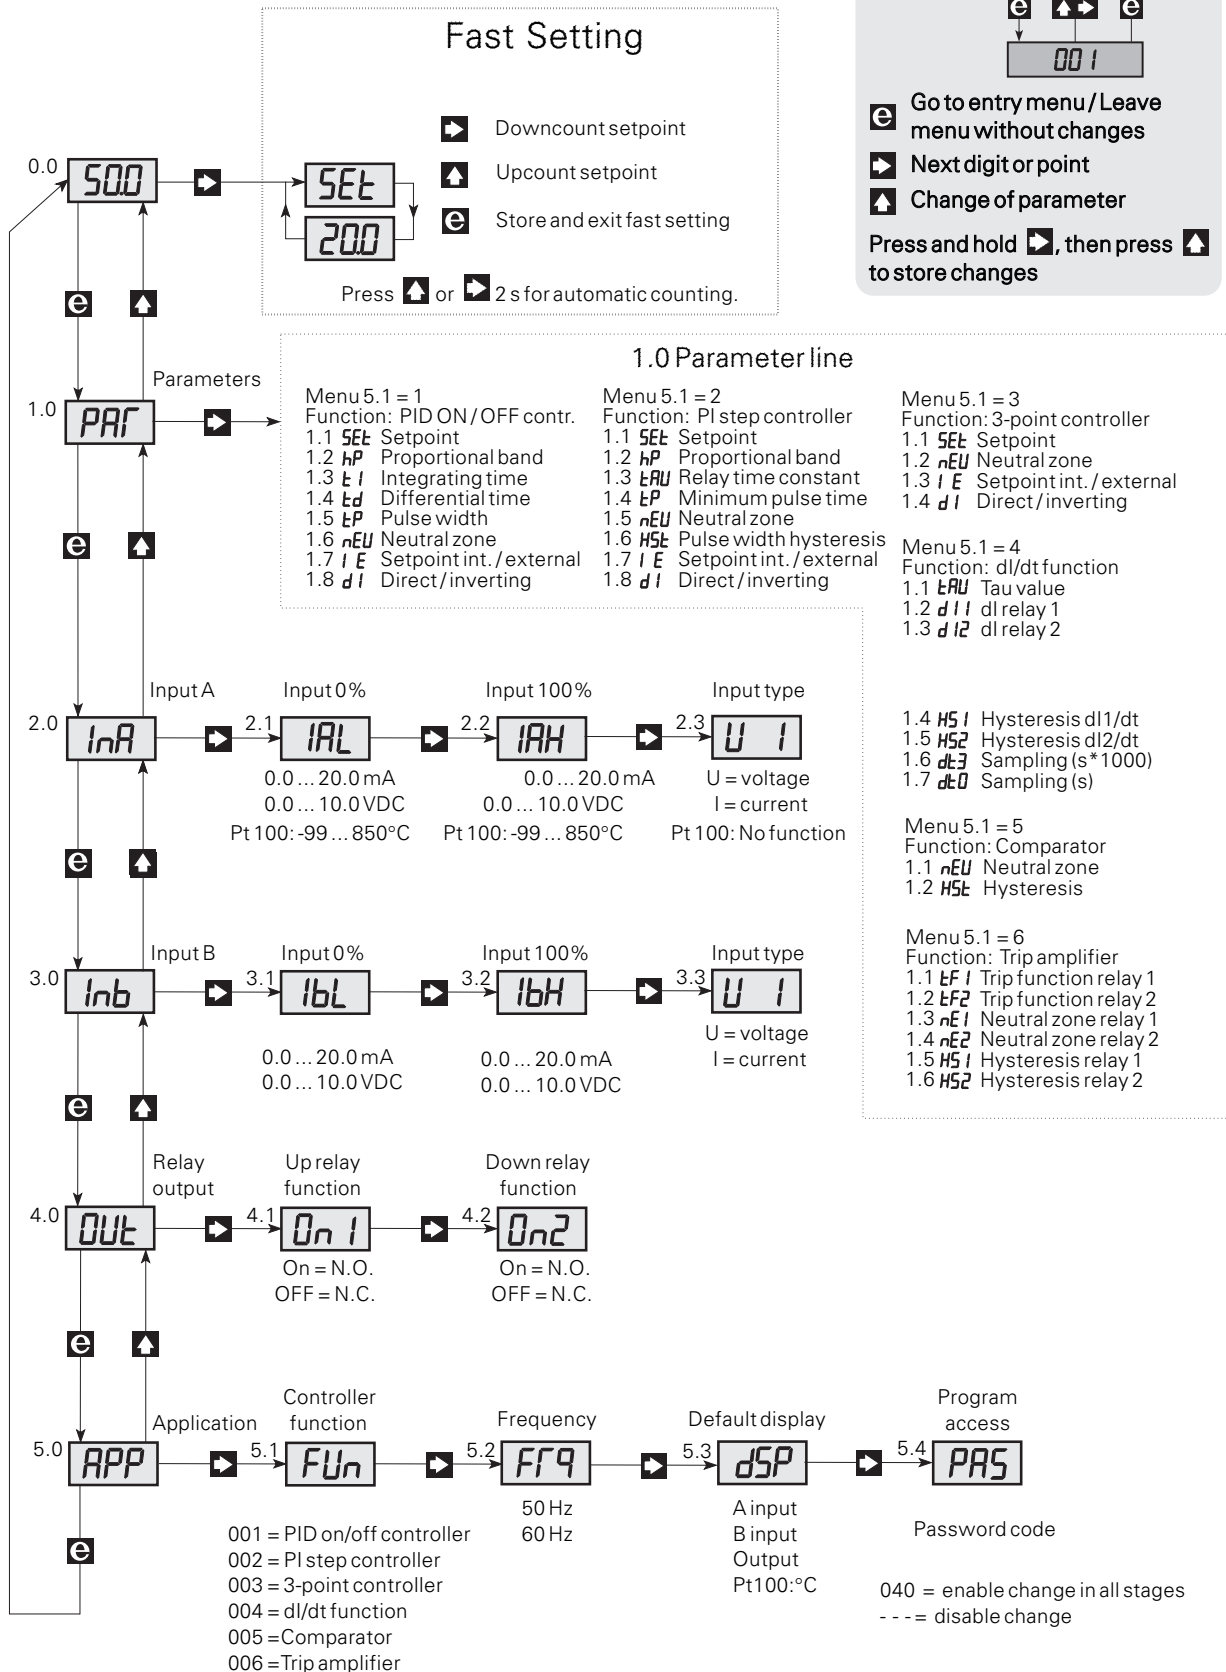 Fast Setting
Downcount setpoint
Upcount setpoint
e Store and exit fast setting
Press or 2 s for automatic counting.
e e
001
e Go to entry menu / Leave
menu without changes
Next digit or point
Change of parameter
Press and hold , then press
to store changes
0.0 50.0
SEt
20.0
e
1.0 Parameter line
Parameters
1.0 PAr
Menu 5.1 = 1
Function: PID ON / OFF contr.
1.1 SEt Setpoint
1.2 hP Proportional band
1.3 tI Integrating time
1.4 td Differential time
1.5 tP Pulse width
1.6 nEU Neutral zone
1.7 I E Setpoint int. / external
1.8 dI Direct / inverting
Menu 5.1 = 2
Function: PI step controller
1.1 SEt Setpoint
1.2 hP Proportional band
1.3 tAU Relay time constant
1.4 tP Minimum pulse time
1.5 nEU Neutral zone
1.6 HSt Pulse width hysteresis
1.7 I E Setpoint int. / external
1.8 dI Direct / inverting
Menu 5.1 = 3
Function: 3-point controller
1.1 SEt Setpoint
1.2 nEU Neutral zone
1.3 I E Setpoint int. / external
1.4 dI Direct / inverting
Menu 5.1 = 4
Function: dI/dt function
1.1 tAU Tau value
1.2 dI1 dI relay 1
1.3 dI2 dI relay 2
1.4 HS1 Hysteresis dI1/dt
1.5 HS2 Hysteresis dI2/dt
1.6 dt3 Sampling (s*1000)
1.7 dt0 Sampling (s)
Menu 5.1 = 5
Function: Comparator
1.1 nEU Neutral zone
1.2 HSt Hysteresis
Menu 5.1 = 6
Function: Trip amplifier
1.1 tF1 Trip function relay 1
1.2 tF2 Trip function relay 2
1.3 nE1 Neutral zone relay 1
1.4 nE2 Neutral zone relay 2
1.5 HS1 Hysteresis relay 1
1.6 HS2 Hysteresis relay 2
e
Input A Input 0% Input 100% Input type
2.0 InA 2.1 IAL 2.2 IAH 2.3 U I
0.0 ... 20.0 mA 0.0 ... 20.0 mA U = voltage
0.0 ... 10.0 VDC 0.0 ... 10.0 VDC I = current
Pt 100: -99 ... 850°C Pt 100: -99 ... 850°C Pt 100: No function
e
Input B Input 0% Input 100% Input type
3.0 Inb 3.1 IbL 3.2 IbH 3.3 U I
0.0 ... 20.0 mA 0.0 ... 20.0 mA U = voltage
0.0 ... 10.0 VDC 0.0 ... 10.0 VDC I = current
e
Relay Up relay Down relay
output function function
4.0 OUt 4.1 On1 4.2 On2
On = N.O. On = N.O.
OFF = N.C. OFF = N.C.
e
Controller Program
Application function Frequency Default display access
5.0 APP 5.1 FUn 5.2 Frq 5.3 dSP 5.4 PAS
50 Hz A input
001 = PID on/off controller 60 Hz B input Password code
e 002 = PI step controller Output
003 = 3-point controller Pt100:°C 040 = enable change in all stages
004 = dI/dt function - - - = disable change
005 =Comparator
006 =Trip amplifier